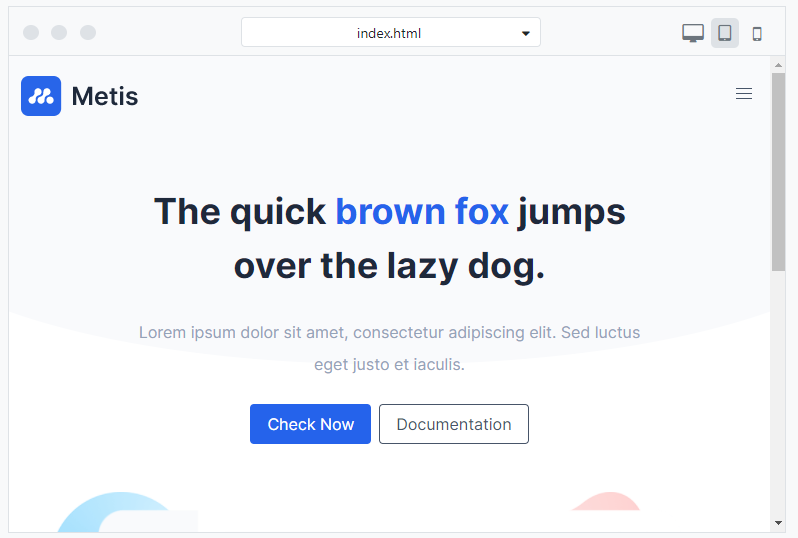 index.html
Metis
The quick brown fox jumps
over the lazy dog.
Lorem ipsum dolor sit amet, consectetur adipiscing elit. Sed luctus
eget justo et iaculis.
Check Now
Documentation